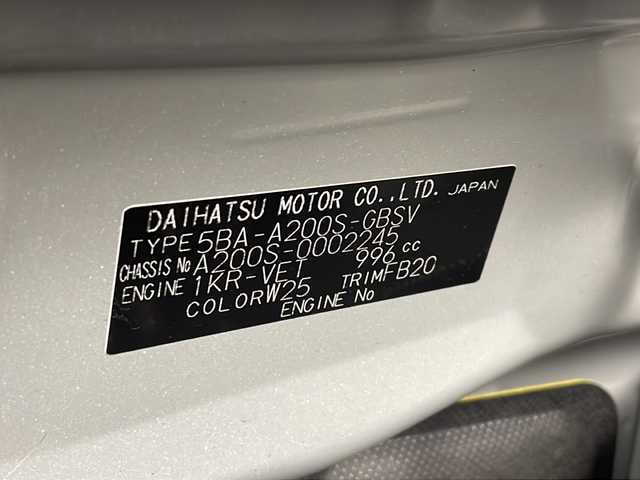 DAIHATSU MOTOR CO.,LTD. JAPAN
TYPE 5BA-A200S-GBSV
CHASSIS No A200S-0002245
ENGINE 1KR-VET 996 cc
COLOR W25 TRIM FB20
ENGINE No